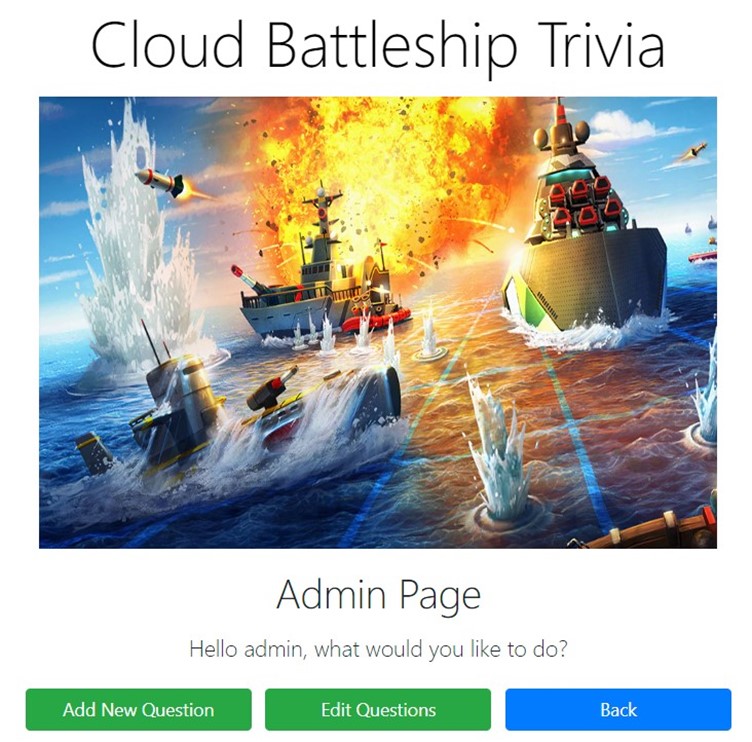 Cloud Battleship Trivia
Admin Page
Hello admin, what would you like to do?
Add New Question
Edit Questions
Back